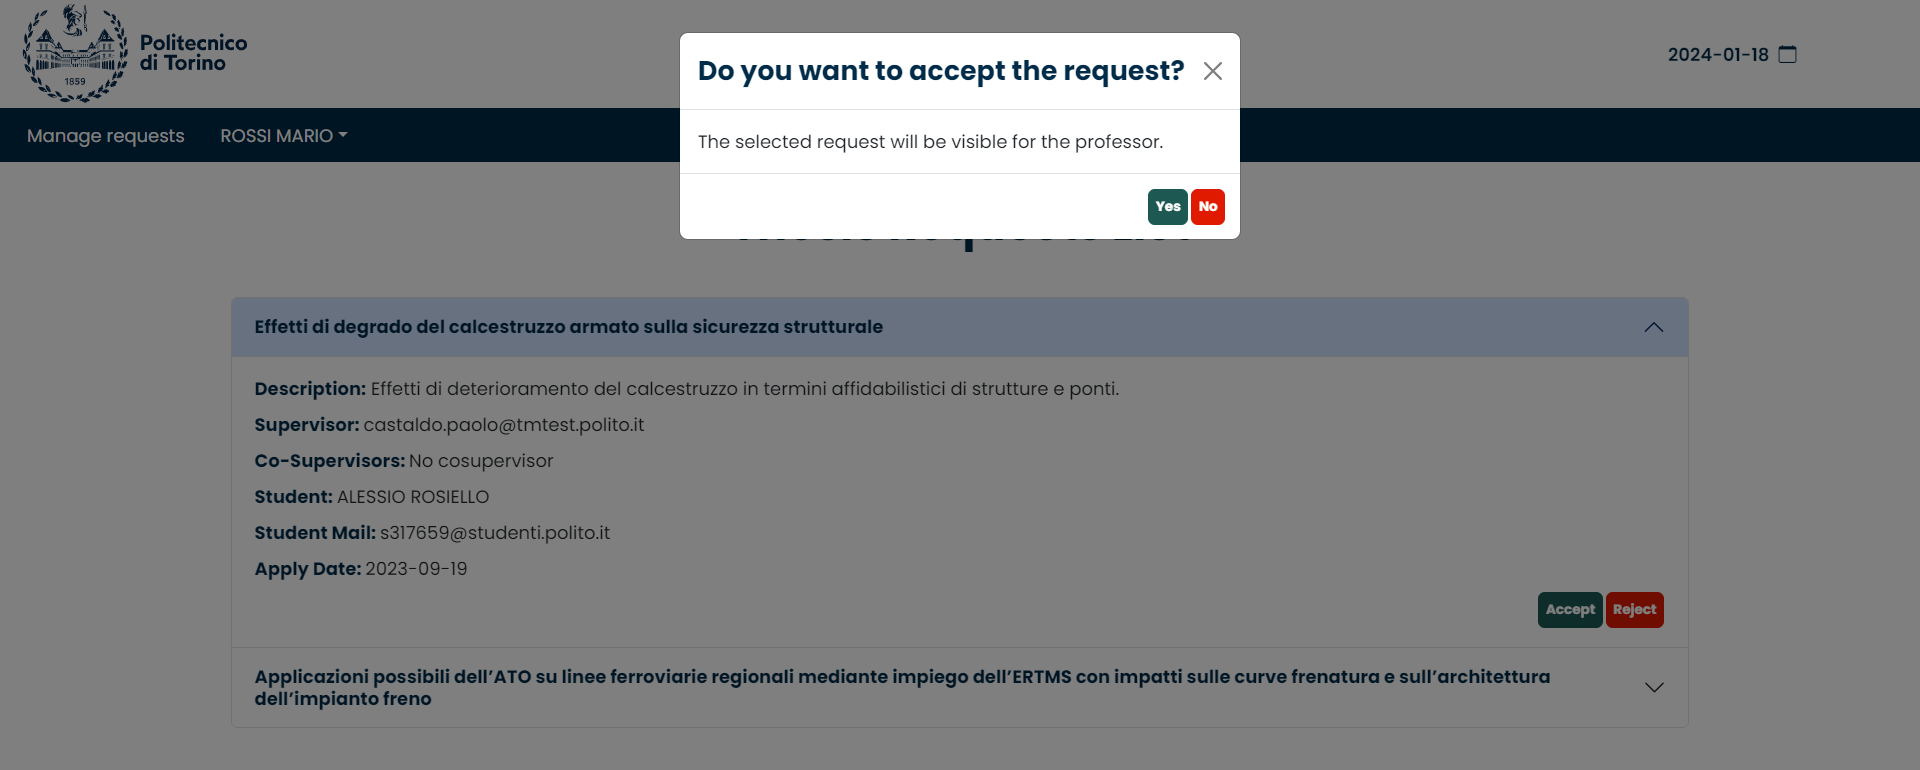 Politecnico
di Torino
1859
2024-01-18
Manage requests
ROSSI MARIO
Do you want to accept the request?
The selected request will be visible for the professor.
Yes
No
Effetti di degrado del calcestruzzo armato sulla sicurezza strutturale
Description: Effetti di deterioramento del calcestruzzo in termini affidabilistici di strutture e ponti.
Supervisor: castaldo.paolo@tmtest.polito.it
Co-Supervisors: No cosupervisor
Student: ALESSIO ROSIELLO
Student Mail: s317659@studenti.polito.it
Apply Date: 2023-09-19
Accept
Reject
Applicazioni possibili dell'ATO su linee ferroviarie regionali mediante impiego dell'ERTMS con impatti sulle curve frenatura e sull'architettura
dell'impianto freno